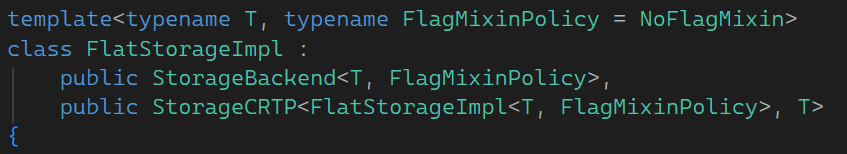 template<typename T, typename FlagMixinPolicy = NoFlagMixin>
class FlatStorageImpl :
    public StorageBackend<T, FlagMixinPolicy>,
    public StorageCRTP<FlatStorageImpl<T, FlagMixinPolicy>, T>
{